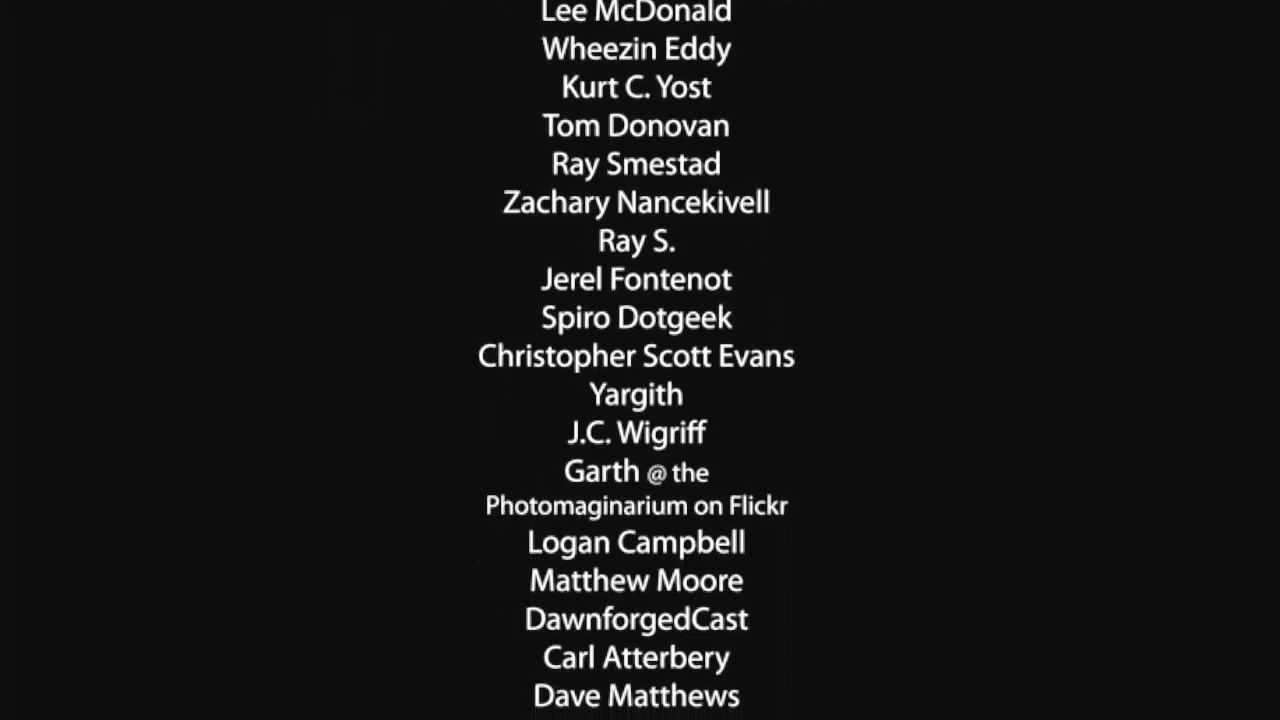 Lee McDonald
Wheezin Eddy
Kurt C. Yost
Tom Donovan
Ray Smestad
Zachary Nancekivell
Ray S.
Jerel Fontenot
Spiro Dotgeek
Christopher Scott Evans
Yargith
J.C. Wigriff
Garth @ the
Photomaginarium on Flickr
Logan Campbell
Matthew Moore
DawnforgedCast
Carl Atterbery
Dave Matthews